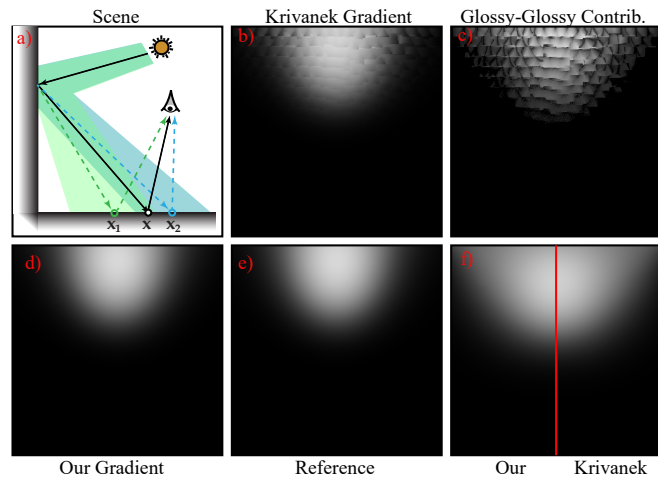 Scene
Krivanek Gradient
Glossy-Glossy Contrib.
a)
b)
c)
x1
x
x2
d)
e)
f)
Our Gradient
Reference
Our
Krivanek